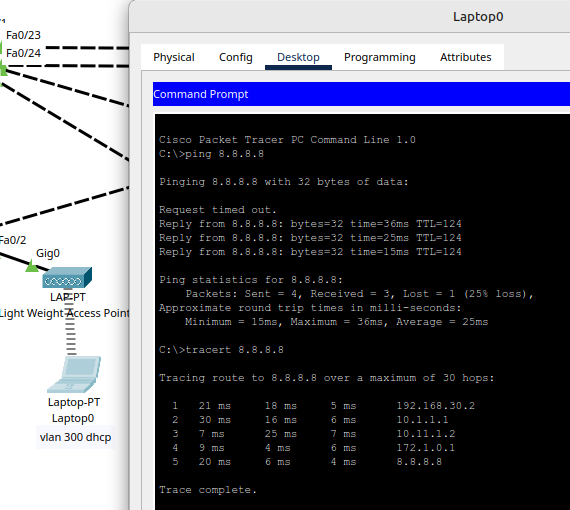 Laptop0
Fa0/23
Fa0/24
Physical Config Desktop Programming Attributes
Command Prompt
Cisco Packet Tracer PC Command Line 1.0
C:\>ping 8.8.8.8
Pinging 8.8.8.8 with 32 bytes of data:
Request timed out.
Reply from 8.8.8.8: bytes=32 time=36ms TTL=124
Reply from 8.8.8.8: bytes=32 time=25ms TTL=124
Reply from 8.8.8.8: bytes=32 time=15ms TTL=124
Ping statistics for 8.8.8.8:
Packets: Sent = 4, Received = 3, Lost = 1 (25% loss),
Approximate round trip times in milli-seconds:
Minimum = 15ms, Maximum = 36ms, Average = 25ms
C:\>tracert 8.8.8.8
Tracing route to 8.8.8.8 over a maximum of 30 hops:
1 21 ms 18 ms 5 ms 192.168.30.2
2 30 ms 16 ms 6 ms 10.1.1.1
3 7 ms 25 ms 7 ms 10.11.1.2
4 9 ms 4 ms 6 ms 172.1.0.1
5 20 ms 6 ms 4 ms 8.8.8.8
Trace complete.
Fa0/2
Gig0
LAP-PT
Light Weight Access Point
Laptop-PT
Laptop0
vlan 300 dhcp